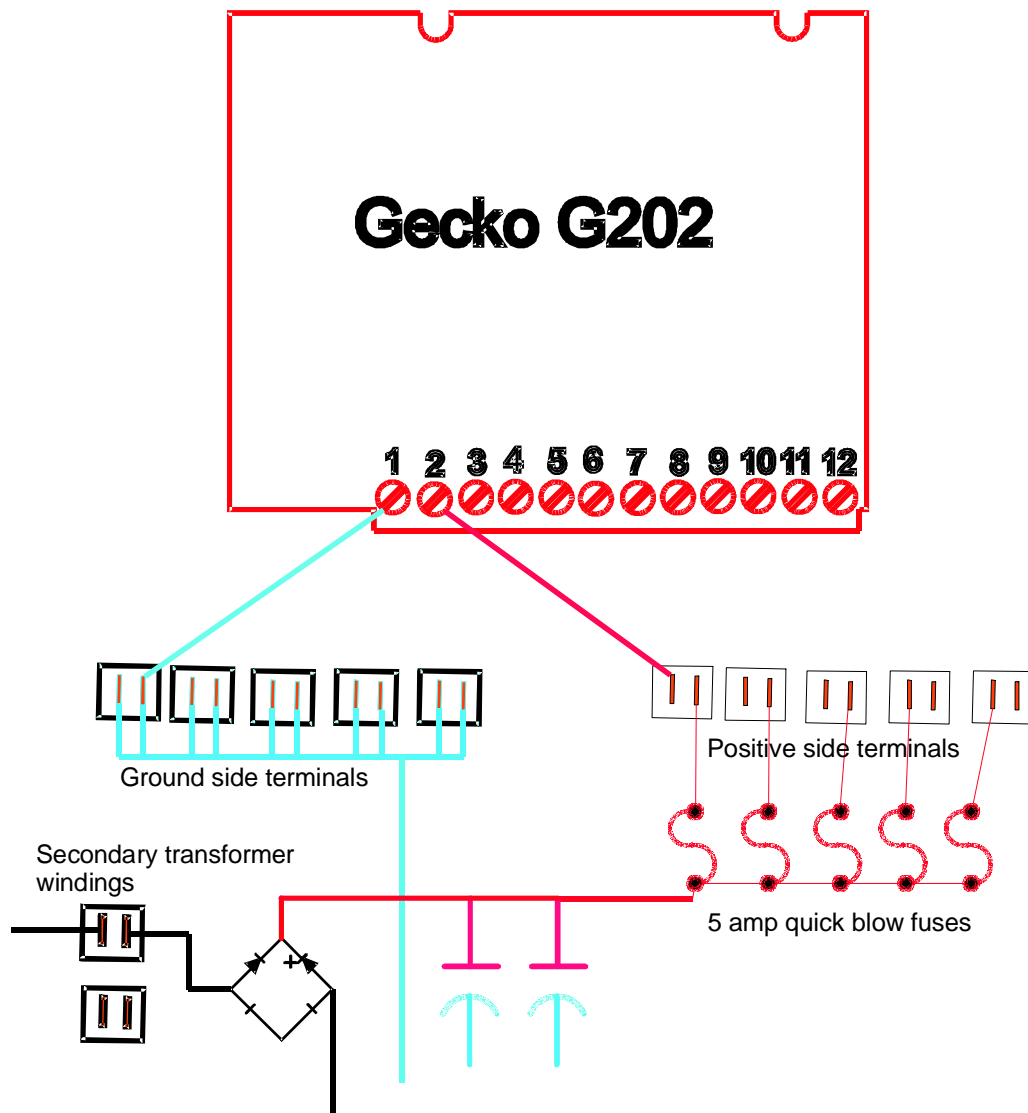 Gecko G202
1 2 3 4 5 6 7 8 9 10 11 12
Positive side terminals
Ground side terminals
Secondary transformer
windings
5 amp quick blow fuses
+